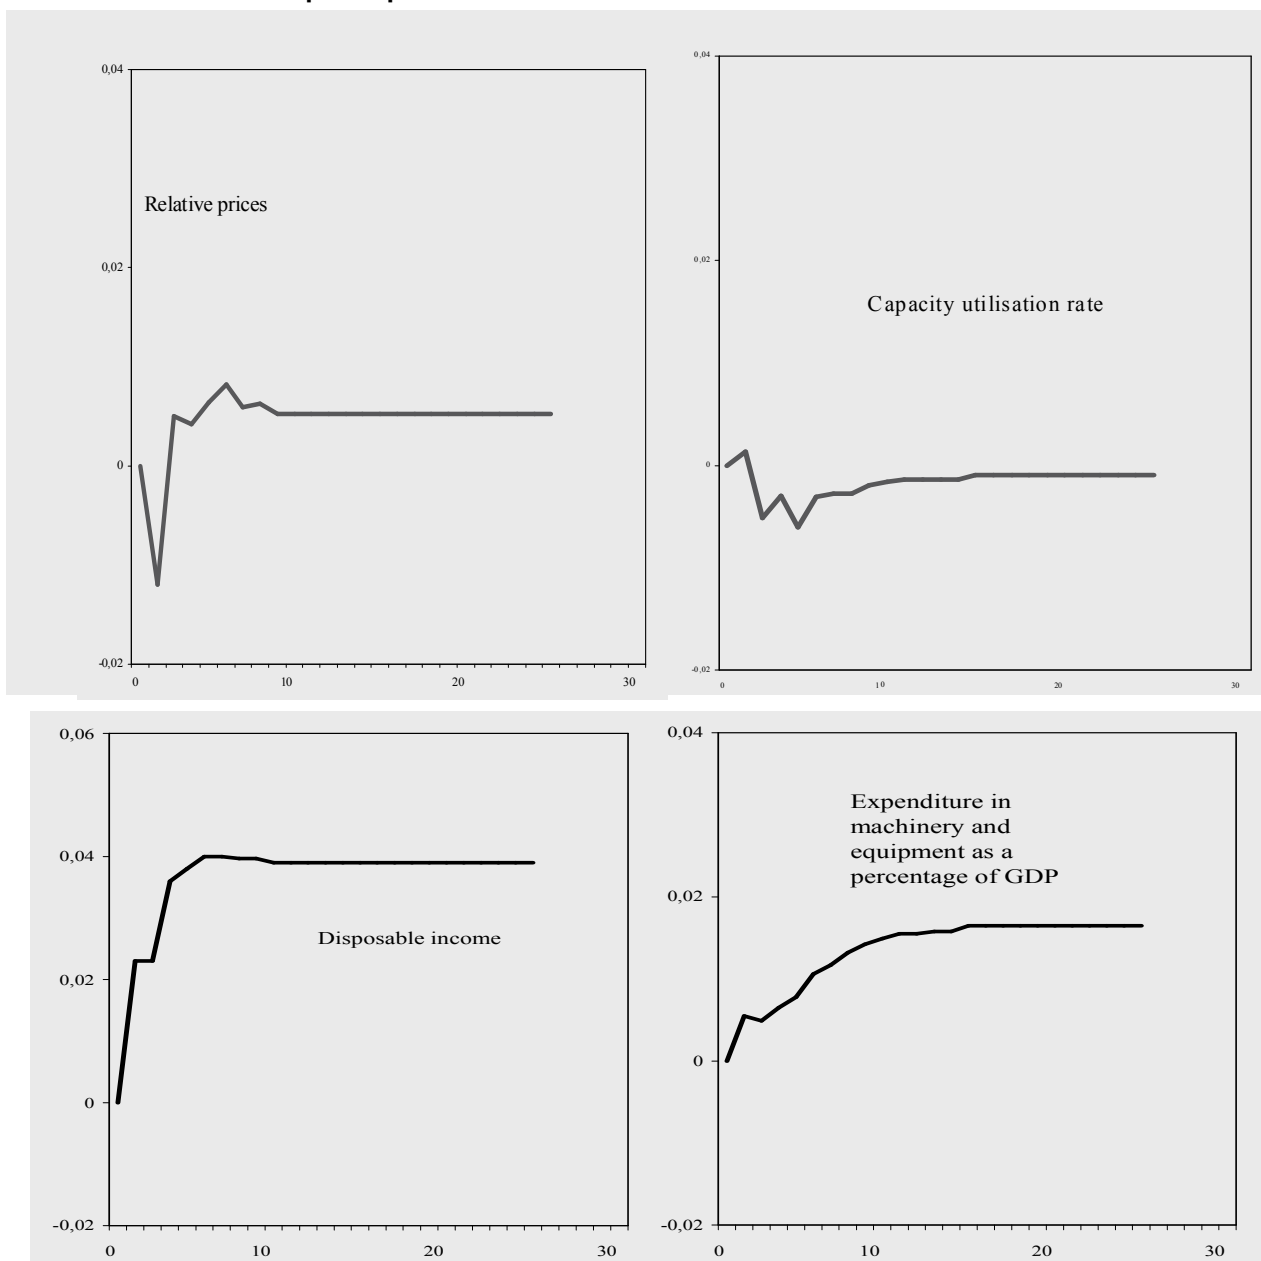 0,04
Relative prices
0,02
0
-0,02
0 10 20 30
0,04
0,02
Capacity utilisation rate
0
-0,02
0 10 20 30
0,06
0,04
Disposable income
0,02
0
-0,02
0 10 20 30
0,04
Expenditure in
machinery and
equipment as a
percentage of GDP
0,02
0
-0,02
0 10 20 30